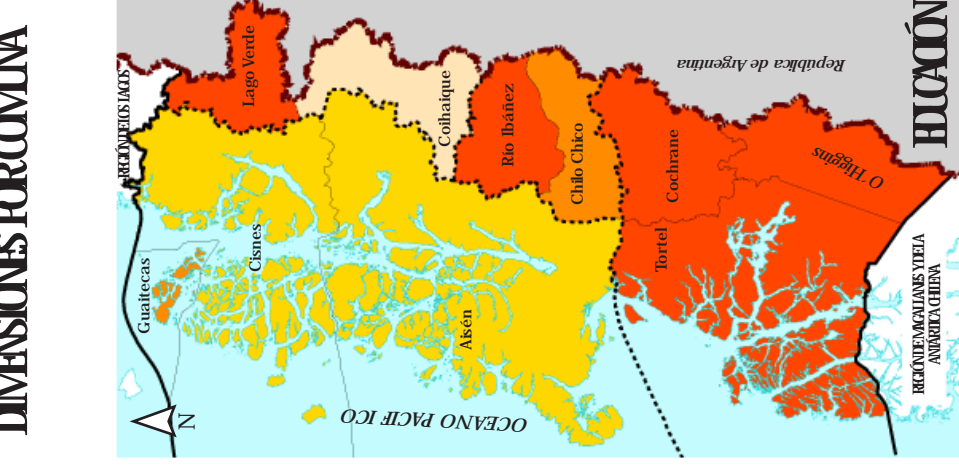 DIMENSIONES POR COMUNA
EDUCACIÓN
REGIÓN DE LOS LAGOS
Lago Verde
Coihaique
Río Ibáñez
Chilo Chico
Cochrane
O'Higgins
República de Argentina
Guaitecas
Cisnes
Aisén
Tortel
OCEANO PACIF ICO
N
REGIÓN DE MAGALLANES Y DE LA
ANTÁRTICA CHILENA